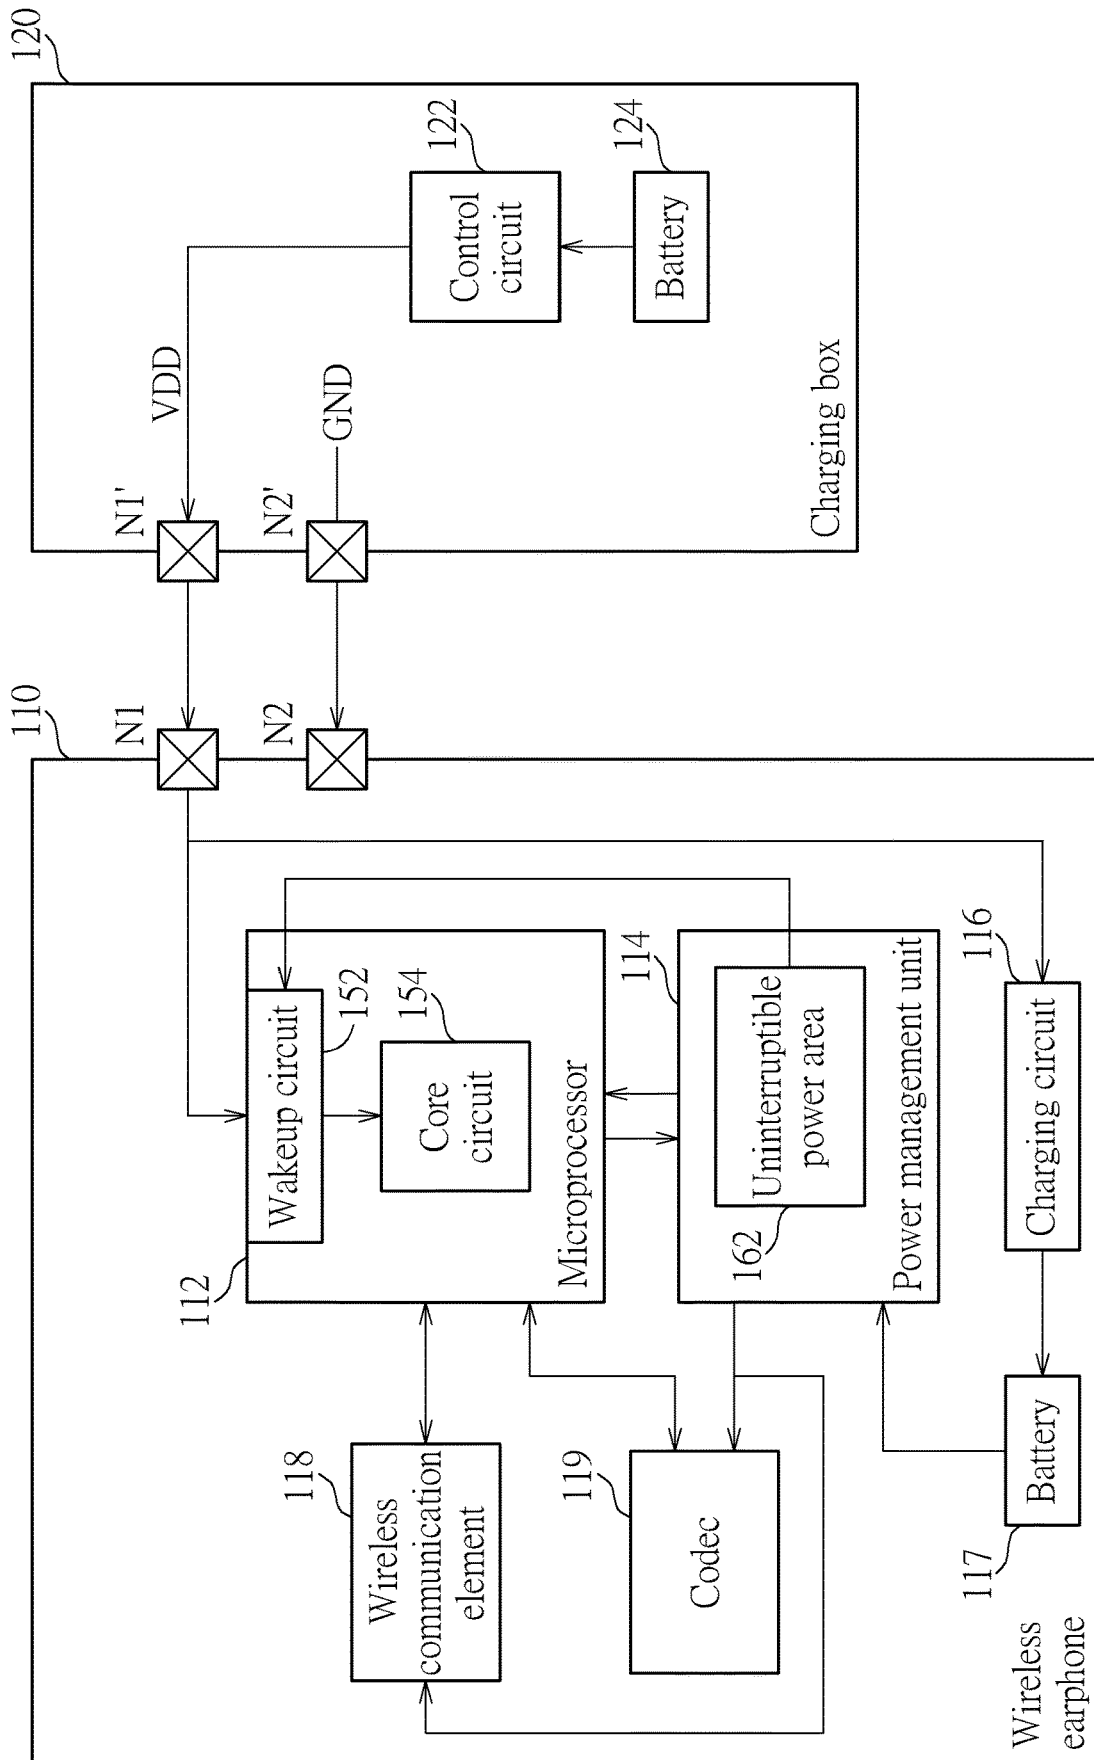 110
120
N1
N1'
VDD
N2
N2'
GND
112
Wakeup circuit
152
Core
circuit
154
Microprocessor
118
Wireless
communication
element
119
Codec
114
Uninterruptible
power area
162
Power management unit
116
Charging circuit
Battery
117
Wireless
earphone
Control
circuit
122
Battery
124
Charging box